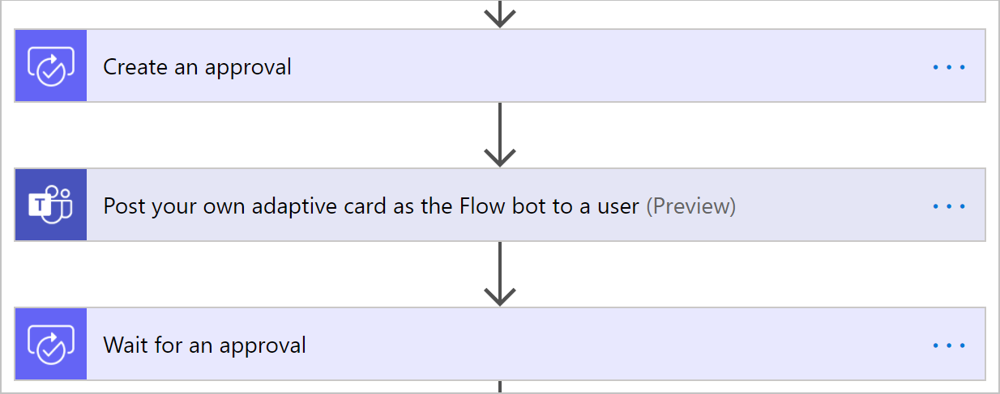 Create an approval
T
Post your own adaptive card as the Flow bot to a user (Preview)
Wait for an approval